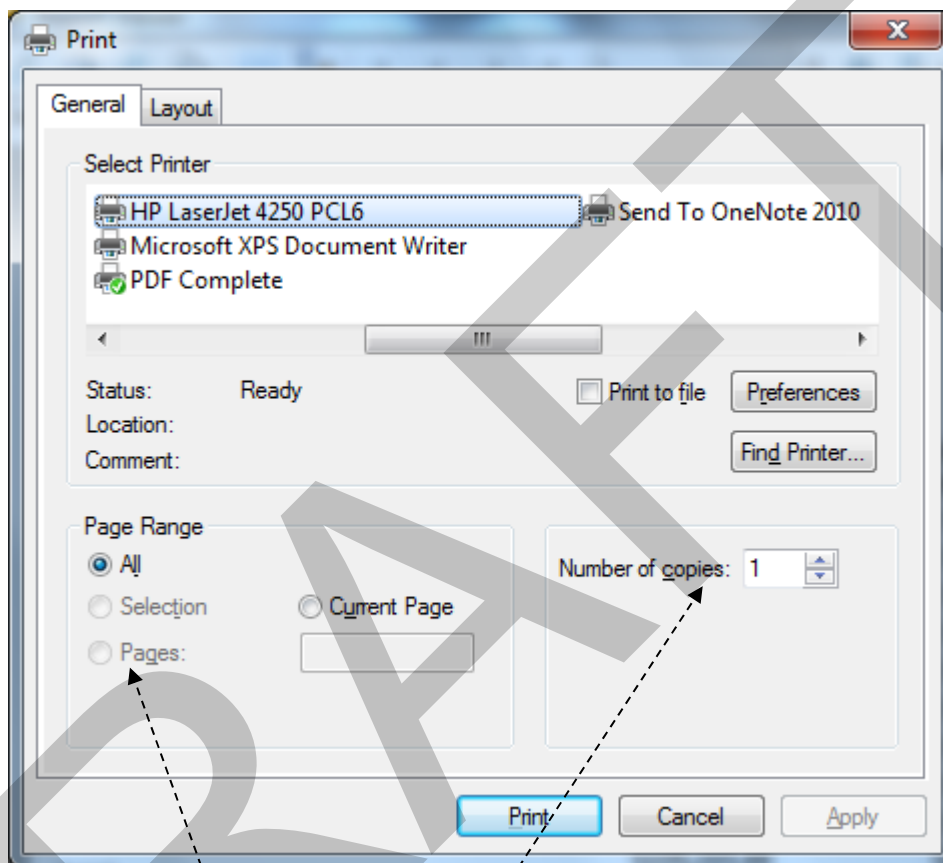 Print
General Layout
Select Printer
HP LaserJet 4250 PCL6 Send To OneNote 2010
Microsoft XPS Document Writer
PDF Complete
Status: Ready Print to file Preferences
Location:
Comment: Find Printer...
Page Range
All
Number of copies: 1
Selection Current Page
Pages:
Print Cancel Apply
DRAFT